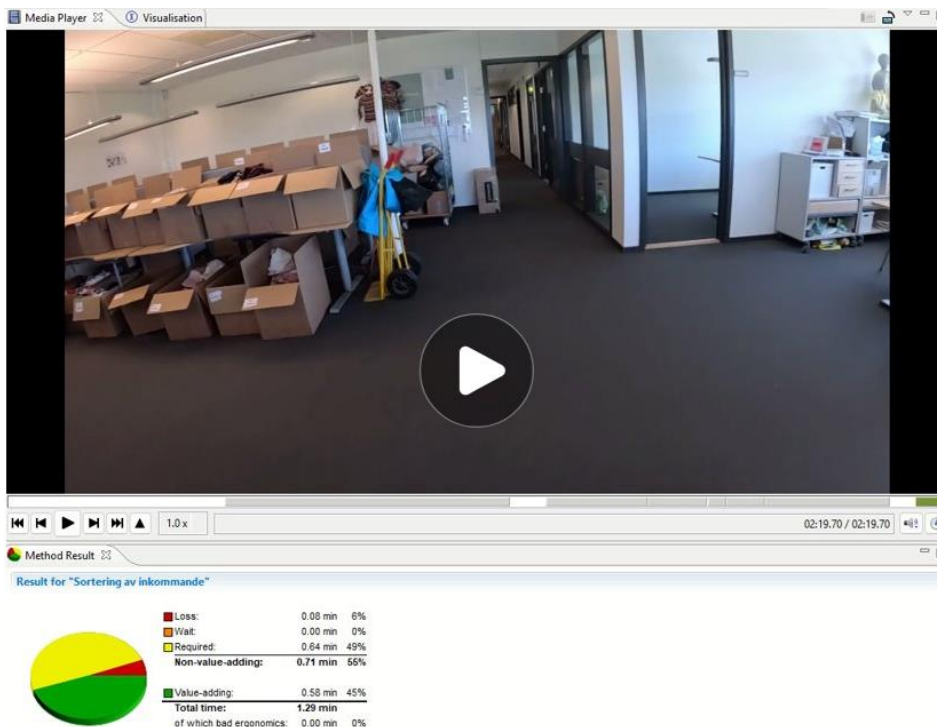 Media Player
Visualisation
1.0 x
02:19.70 / 02:19.70
Method Result
Result for "Sortering av inkommande"
Loss: 0.08 min 6%
Wait: 0.00 min 0%
Required: 0.64 min 49%
Non-value-adding: 0.71 min 55%
Value-adding: 0.58 min 45%
Total time: 1.29 min
of which bad ergonomics: 0.00 min 0%